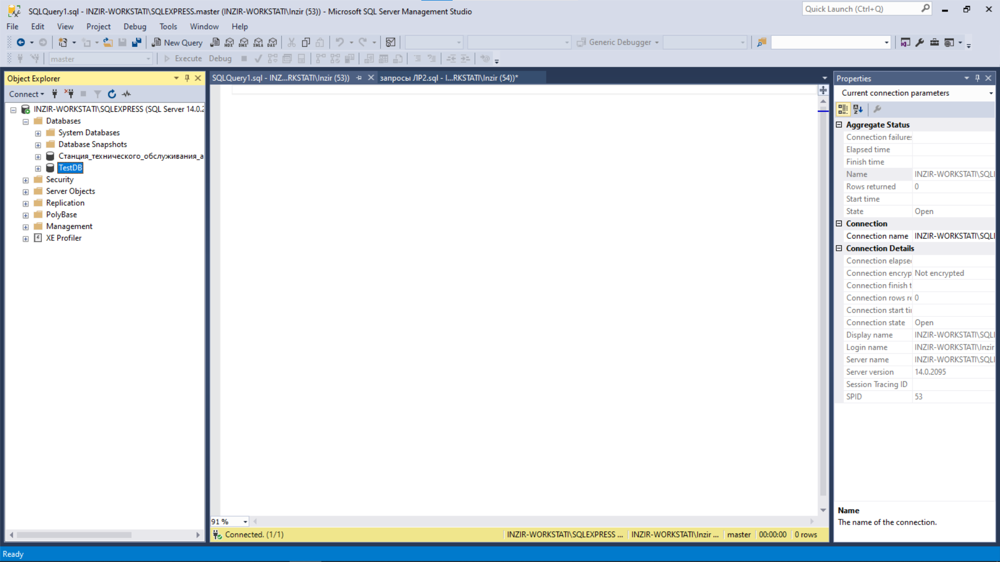 SQLQuery1.sql - INZIR-WORKSTATI\SQLEXPRESS.master (INZIR-WORKSTATI\Inzir (53)) - Microsoft SQL Server Management Studio
Quick Launch (Ctrl+Q)
File Edit View Project Debug Tools Window Help
New Query MDX DMX XMLA DAX Generic Debugger
master Execute Debug
Object Explorer
Connect
INZIR-WORKSTATI\SQLEXPRESS (SQL Server 14.0.2
Databases
System Databases
Database Snapshots
Станция_технического_обслуживания_а
TestDB
Security
Server Objects
Replication
PolyBase
Management
XE Profiler
SQLQuery1.sql - INZ...RKSTATI\Inzir (53)) запросы ЛР2.sql - I...RKSTATI\Inzir (54))*
91 %
Connected. (1/1) INZIR-WORKSTATI\SQLEXPRESS ... INZIR-WORKSTATI\Inzir ... master 00:00:00 0 rows
Properties
Current connection parameters
Aggregate Status
Connection failures
Elapsed time
Finish time
Name INZIR-WORKSTATI\SQLI
Rows returned 0
Start time
State Open
Connection
Connection name INZIR-WORKSTATI\SQLI
Connection Details
Connection elapse
Connection encryp Not encrypted
Connection finish t
Connection rows re 0
Connection start ti
Connection state Open
Display name INZIR-WORKSTATI\SQLI
Login name INZIR-WORKSTATI\Inzir
Server name INZIR-WORKSTATI\SQLI
Server version 14.0.2095
Session Tracing ID
SPID 53
Name
The name of the connection.
Ready